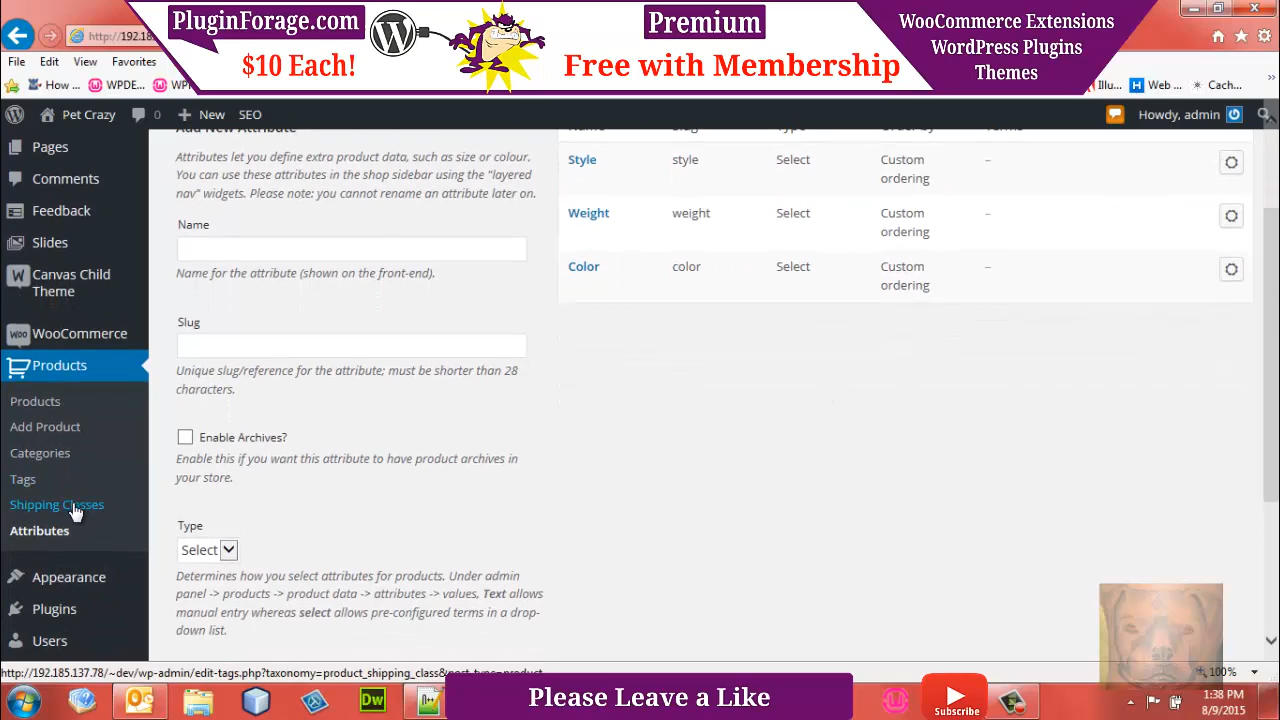 PluginForage.com
$10 Each!
Premium
Free with Membership
WooCommerce Extensions
WordPress Plugins
Themes
http://192.18
File Edit View Favorites
How ... WPDE... Illu... Web ... Cach...
Pet Crazy 0 New SEO Howdy, admin
Pages
Comments
Feedback
Slides
Canvas Child
Theme
WooCommerce
Products
Products
Add Product
Categories
Tags
Shipping Classes
Attributes
Appearance
Plugins
Users
Add New Attribute
Attributes let you define extra product data, such as size or colour.
You can use these attributes in the shop sidebar using the "layered
nav" widgets. Please note: you cannot rename an attribute later on.
Name
Name for the attribute (shown on the front-end).
Slug
Unique slug/reference for the attribute; must be shorter than 28
characters.
Enable Archives?
Enable this if you want this attribute to have product archives in
your store.
Type
Select
Determines how you select attributes for products. Under admin
panel -> products -> product data -> attributes -> values, Text allows
manual entry whereas select allows pre-configured terms in a drop-
down list.
Name Slug Type Order by Terms
Style style Select Custom ordering –
Weight weight Select Custom ordering –
Color color Select Custom ordering –
http://192.185.137.78/~dev/wp-admin/edit-tags.php?taxonomy=product_shipping_class&post_type=product
100%
Dw
Please Leave a Like
Subscribe
1:38 PM
8/9/2015